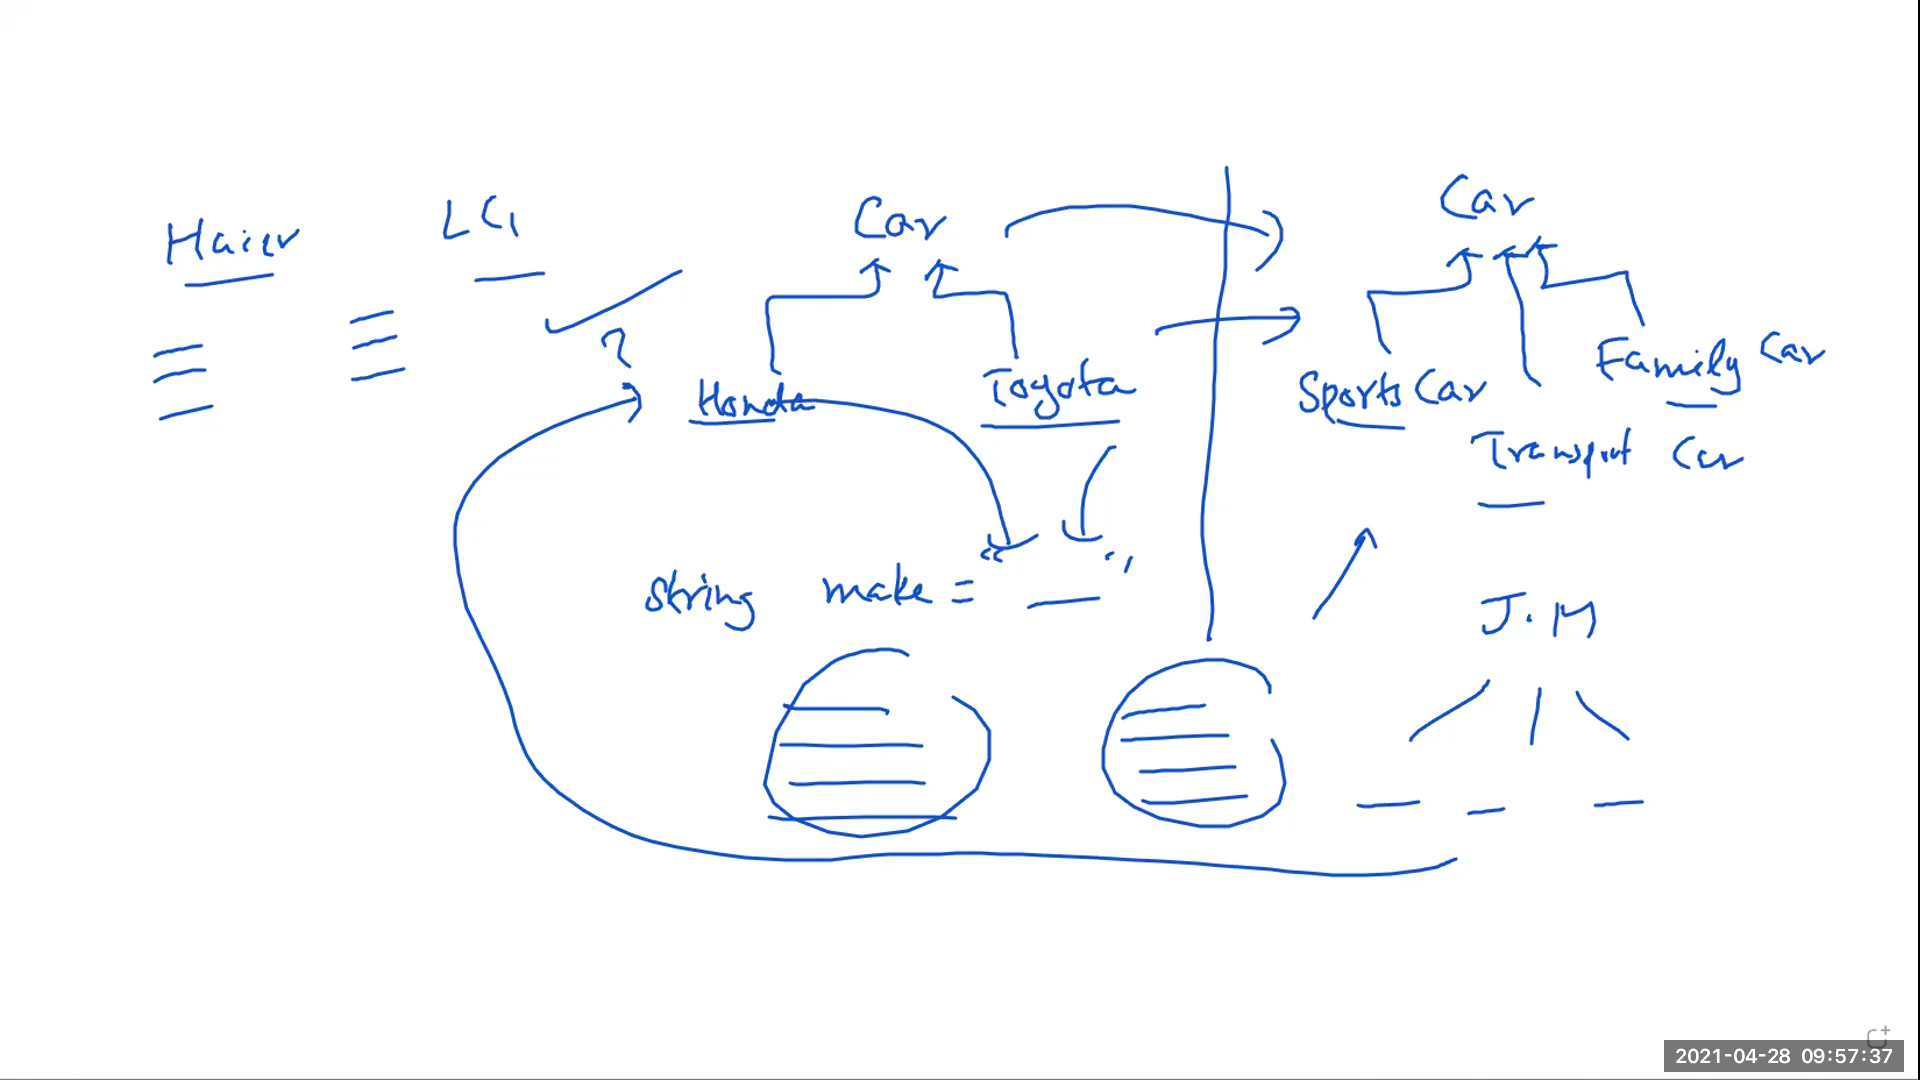 Haier
LG
Car
Car
?
Honda
Toyota
Sports Car
Family Car
Transport Car
string make = " "
J.M
2021-04-28 09:57:37